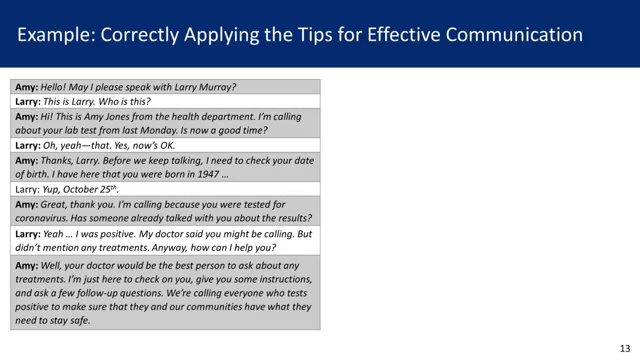 Example: Correctly Applying the Tips for Effective Communication
Amy: Hello! May I please speak with Larry Murray?
Larry: This is Larry. Who is this?
Amy: Hi! This is Amy Jones from the health department. I'm calling
about your lab test from last Monday. Is now a good time?
Larry: Oh, yeah—that. Yes, now's OK.
Amy: Thanks, Larry. Before we keep talking, I need to check your date
of birth. I have here that you were born in 1947 …
Larry: Yup, October 25th.
Amy: Great, thank you. I'm calling because you were tested for
coronavirus. Has someone already talked with you about the results?
Larry: Yeah … I was positive. My doctor said you might be calling. But
didn't mention any treatments. Anyway, how can I help you?
Amy: Well, your doctor would be the best person to ask about any
treatments. I'm just here to check on you, give you some instructions,
and ask a few follow-up questions. We're calling everyone who tests
positive to make sure that they and our communities have what they
need to stay safe.
13